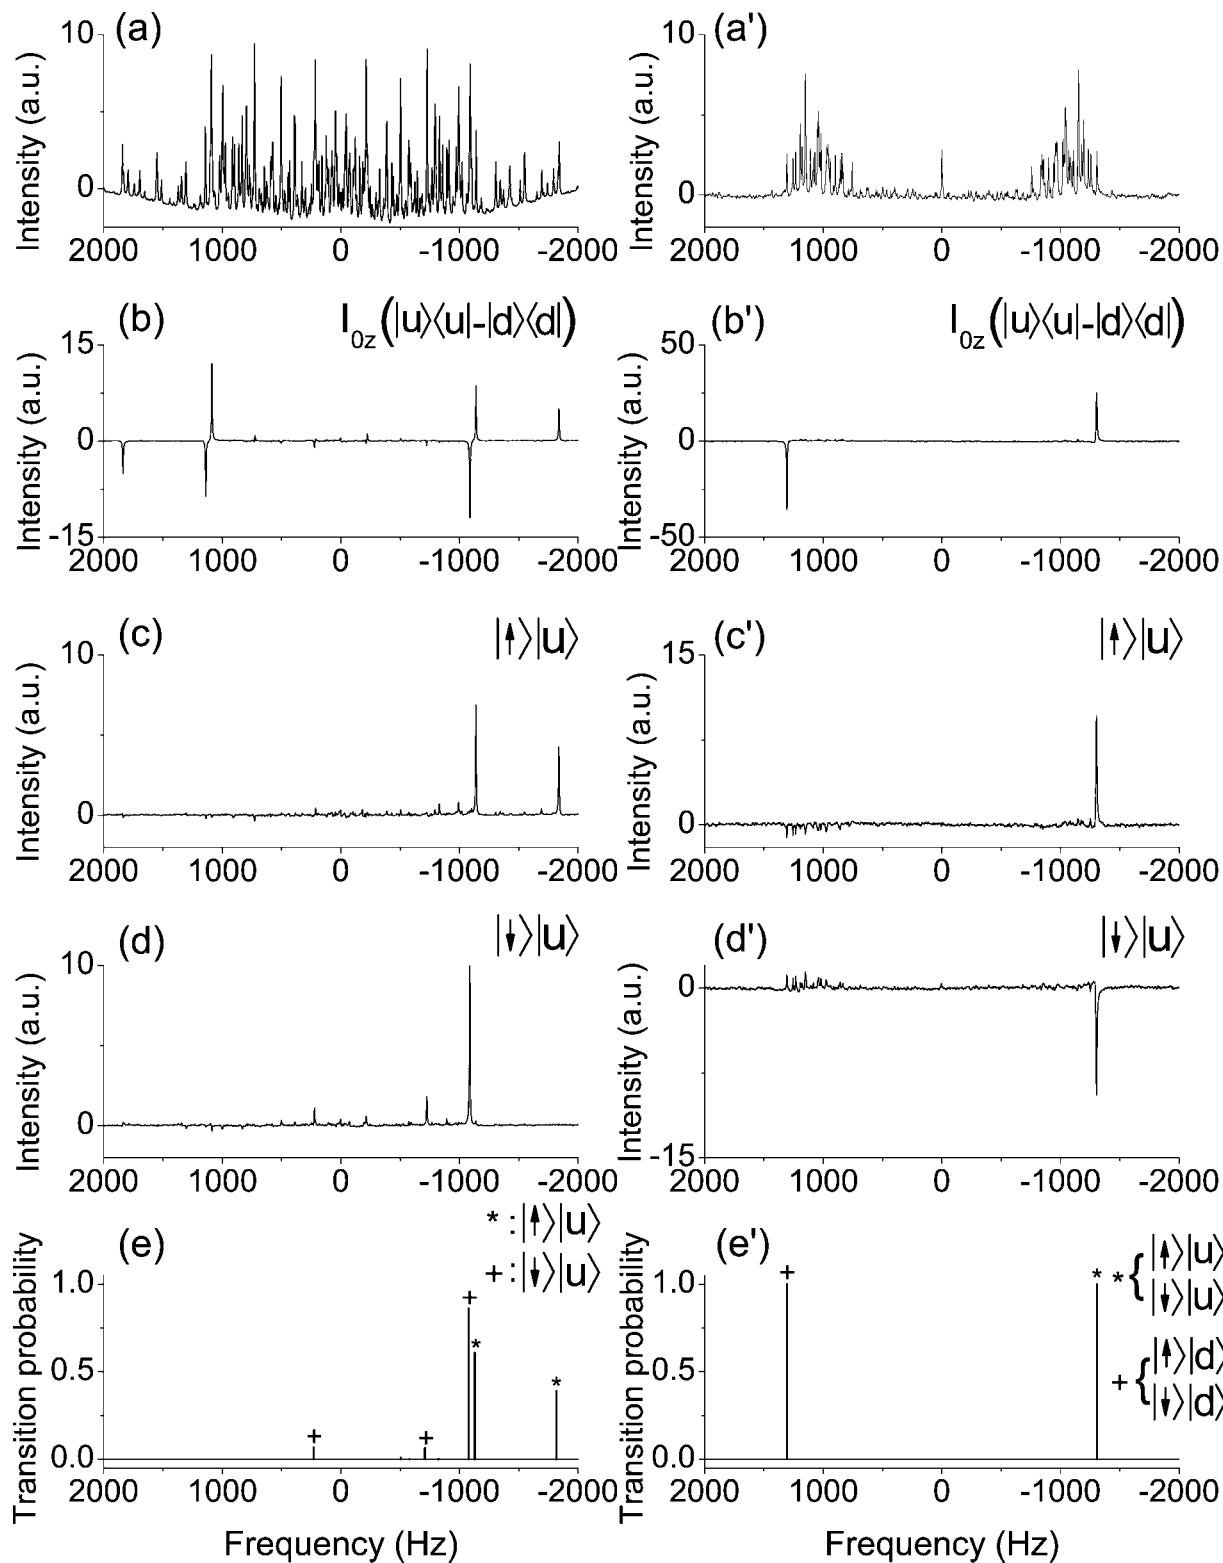 (a)
10
0
Intensity (a.u.)
2000 1000 0 -1000 -2000
(a')
10
0
Intensity (a.u.)
2000 1000 0 -1000 -2000
(b) I0z(|u⟩⟨u|-|d⟩⟨d|)
15
0
-15
Intensity (a.u.)
2000 1000 0 -1000 -2000
(b') I0z(|u⟩⟨u|-|d⟩⟨d|)
50
0
-50
Intensity (a.u.)
2000 1000 0 -1000 -2000
(c) |↑⟩|u⟩
10
5
0
Intensity (a.u.)
2000 1000 0 -1000 -2000
(c') |↑⟩|u⟩
15
0
Intensity (a.u.)
2000 1000 0 -1000 -2000
(d) |↓⟩|u⟩
10
5
0
Intensity (a.u.)
2000 1000 0 -1000 -2000
(d') |↓⟩|u⟩
0
-15
Intensity (a.u.)
2000 1000 0 -1000 -2000
(e) * :|↑⟩|u⟩
+ :|↓⟩|u⟩
1.0
0.5
0.0
Transition probability
+ + + * *
2000 1000 0 -1000 -2000
Frequency (Hz)
(e')
1.0
0.5
0.0
Transition probability
+ *
* { |↑⟩|u⟩
|↓⟩|u⟩
+ { |↑⟩|d⟩
|↓⟩|d⟩
2000 1000 0 -1000 -2000
Frequency (Hz)